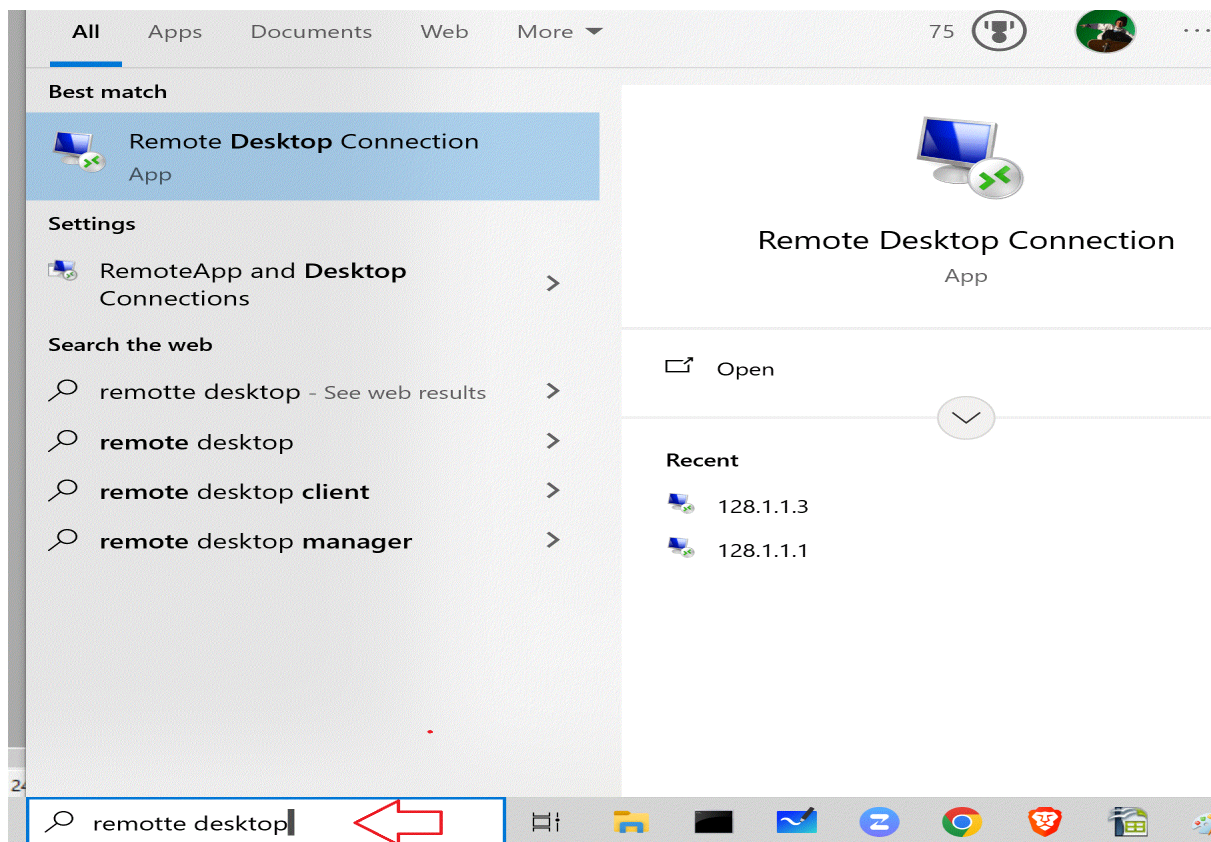 All Apps Documents Web More 75
Best match
Remote Desktop Connection
App
Settings
RemoteApp and Desktop
Connections
Search the web
remotte desktop - See web results
remote desktop
remote desktop client
remote desktop manager
Remote Desktop Connection
App
Open
Recent
128.1.1.3
128.1.1.1
24
remotte desktop